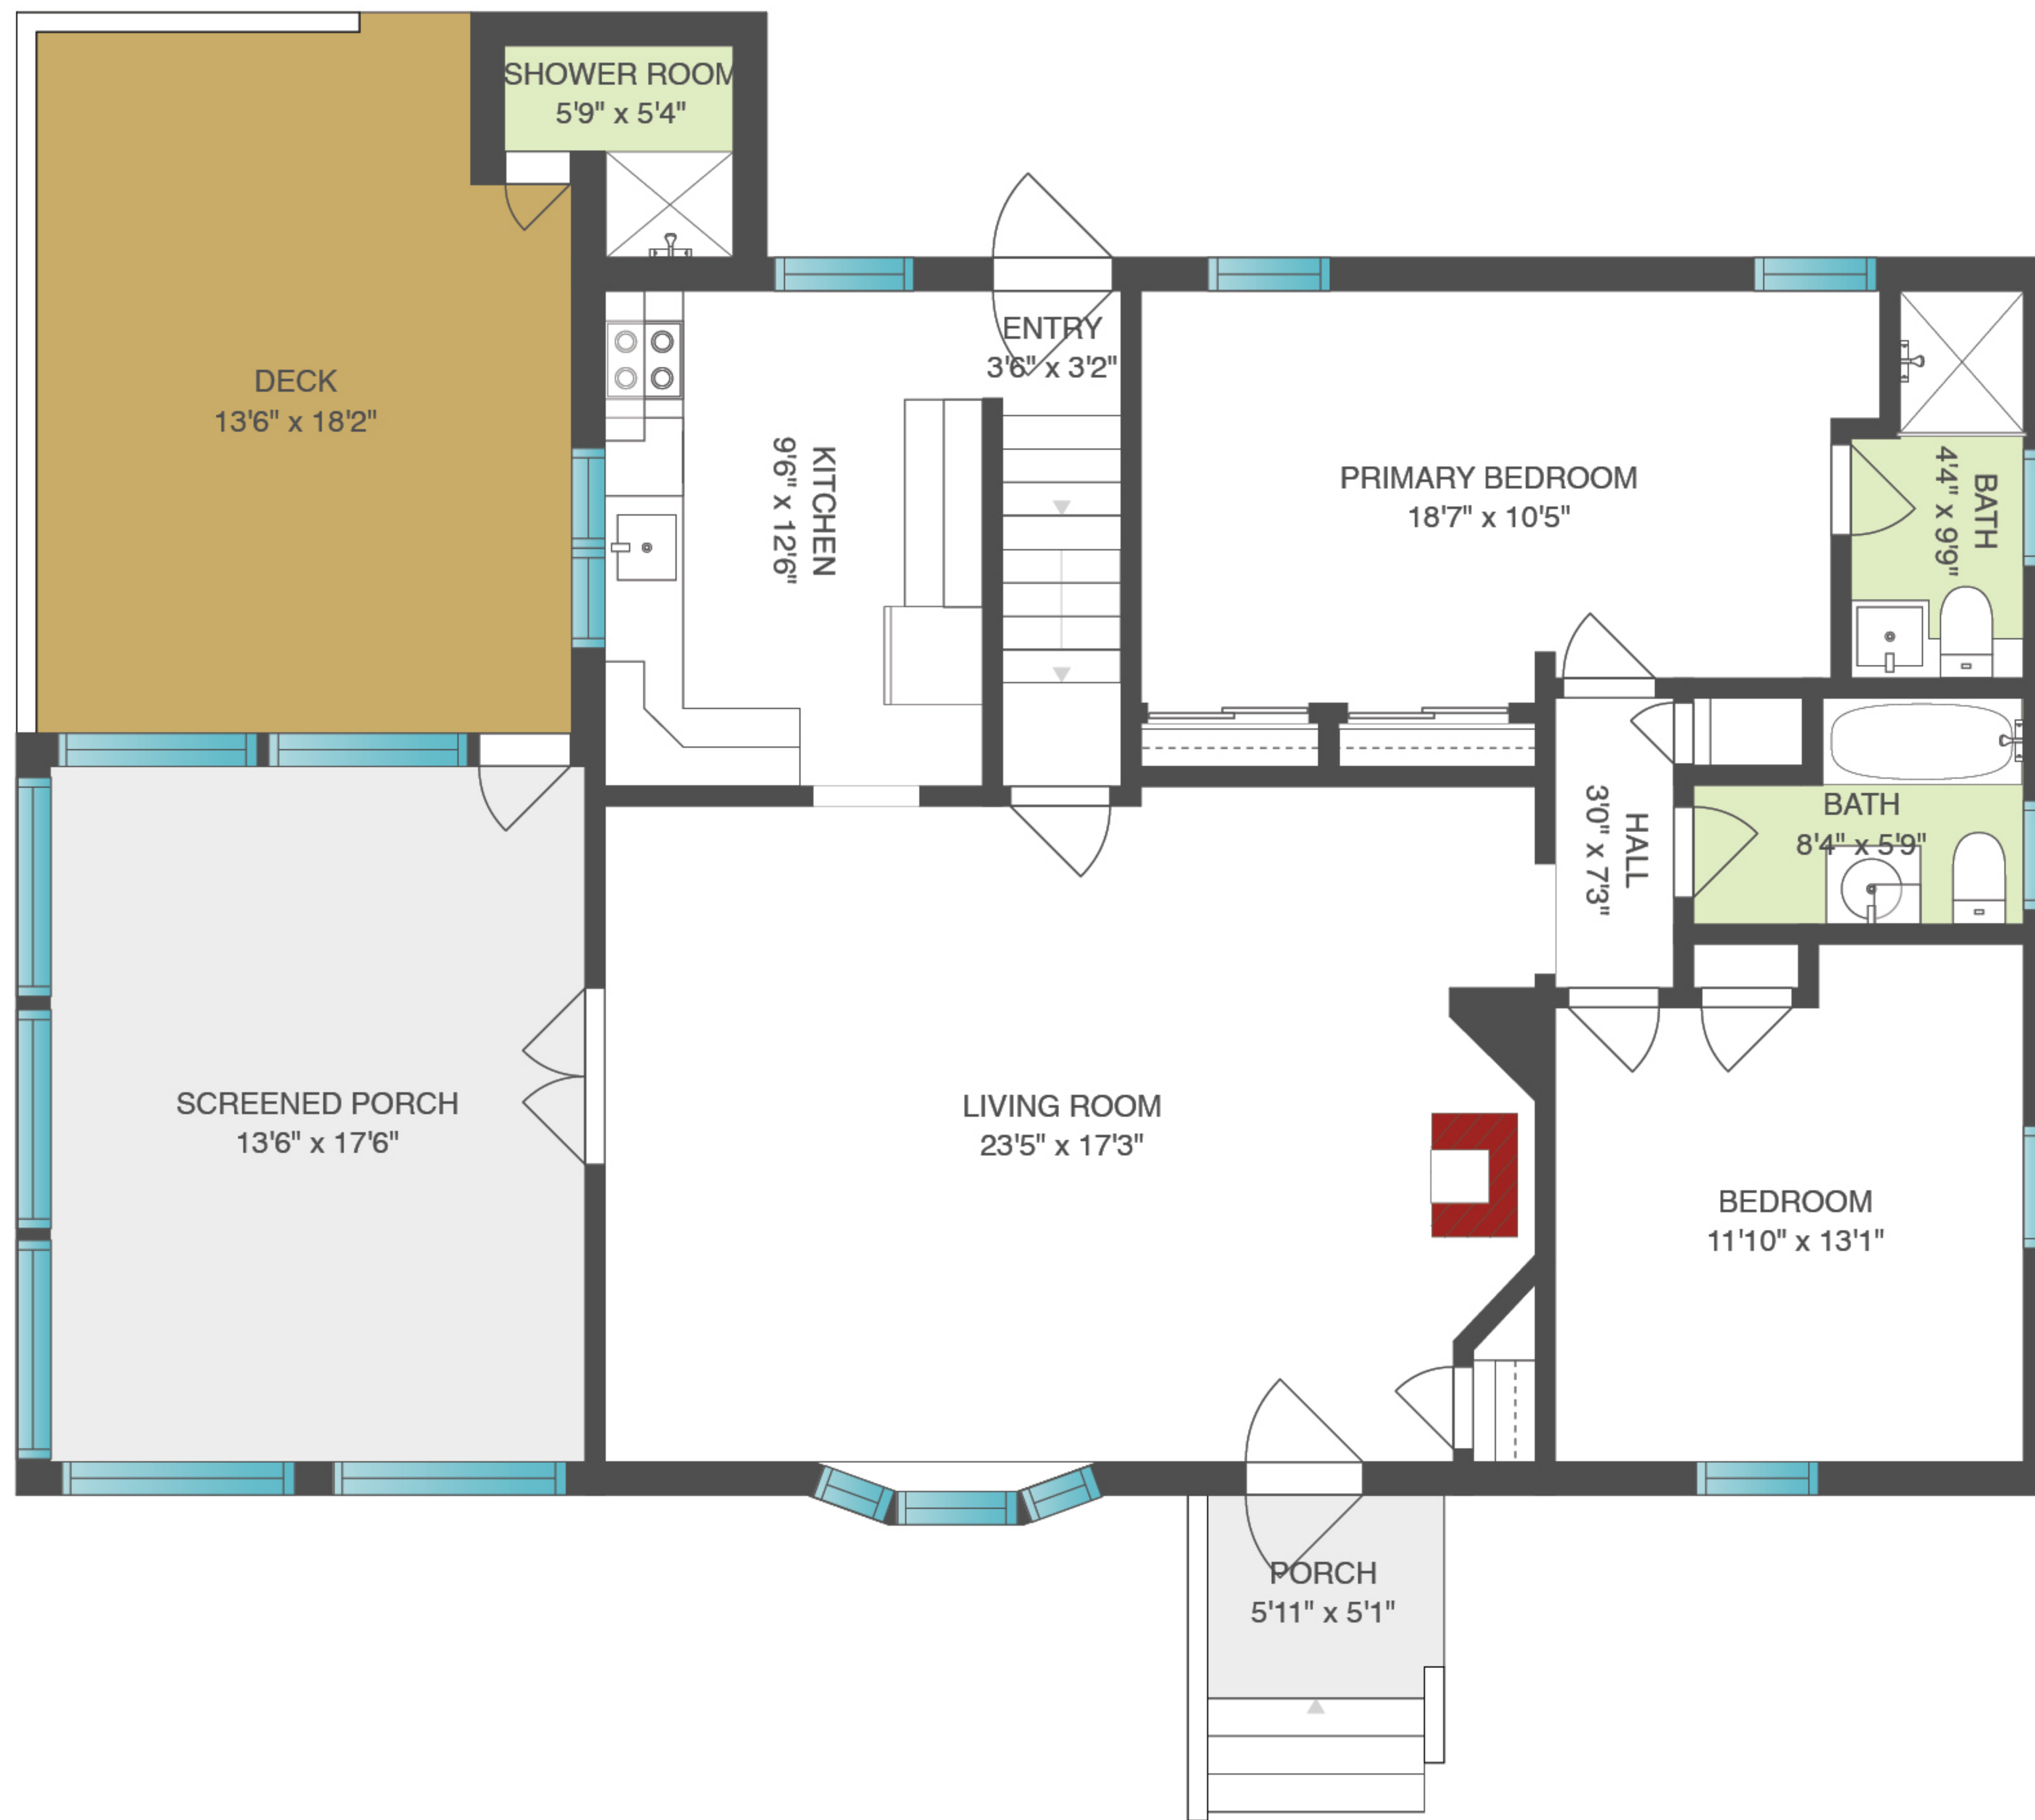 SHOWER ROOM
5'9" x 5'4"
ENTRY
3'6" x 3'2"
DECK
13'6" x 18'2"
KITCHEN
9'6" x 12'6"
PRIMARY BEDROOM
18'7" x 10'5"
BATH
4'4" x 9'9"
BATH
8'4" x 5'9"
HALL
3'0" x 7'3"
SCREENED PORCH
13'6" x 17'6"
LIVING ROOM
23'5" x 17'3"
BEDROOM
11'10" x 13'1"
PORCH
5'11" x 5'1"